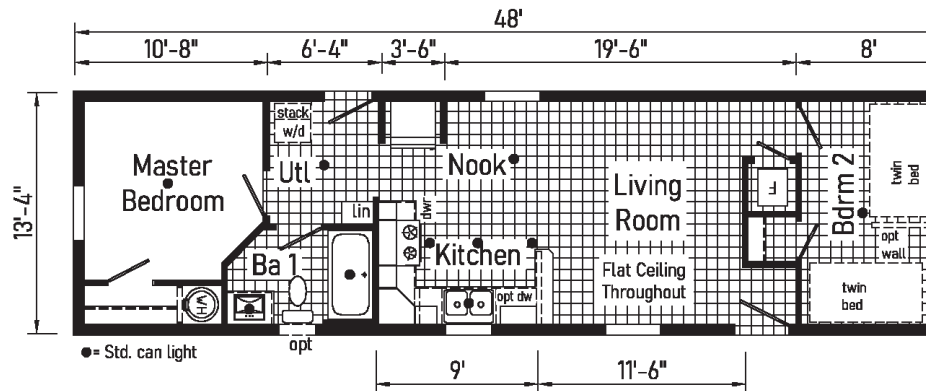 48'
10'-8" 6'-4" 3'-6" 19'-6" 8'
13'-4"
stack
w/d
Master
Bedroom
Utl
Nook
Living
Room
F
Bdrm 2
twin
bed
lin
dwr
opt
wall
Ba 1
Kitchen
Flat Ceiling
Throughout
WH
opt dw
twin
bed
opt
●= Std. can light
9' 11'-6"